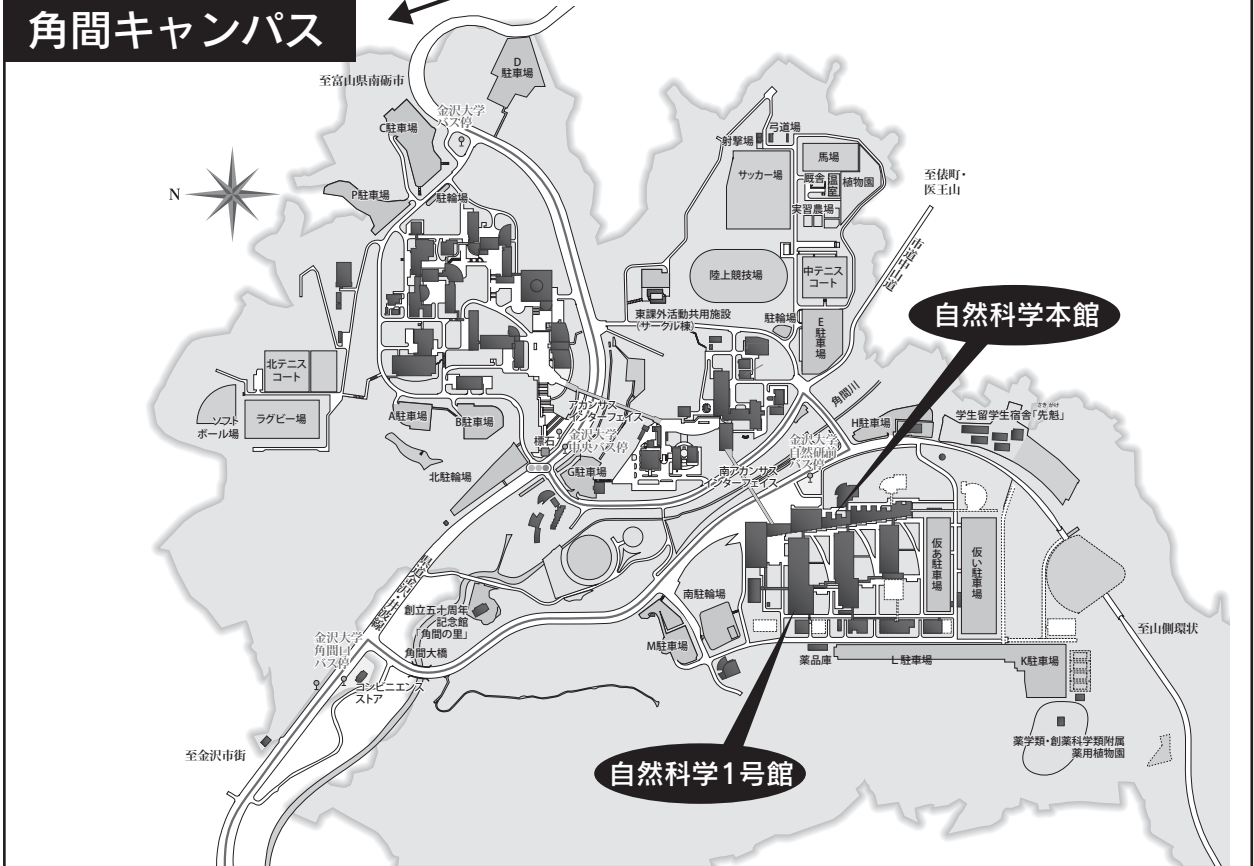 角間キャンパス
至富山県南砺市
D
駐車場
金沢大学
バス停
C駐車場
P駐車場
駐輪場
N
射撃場
弓道場
サッカー場
馬場
厩舎
温室
植物園
実習農場
至俵町・
医王山
市道中山道
陸上競技場
中テニス
コート
東課外活動共用施設
(サークル棟)
駐輪場
E駐車場
自然科学本館
北テニス
コート
ソフト
ボール場
ラグビー場
A駐車場
B駐車場
アカンサス
インターフェイス
標石
金沢大学
中央バス停
G駐車場
北駐輪場
角間川
金沢大学
自然研前
バス停
H駐車場
さきがけ
学生留学生宿舎「先魁」
南アカンサス
インターフェイス
仮あ駐車場
仮い駐車場
創立五十周年
記念館
「角間の里」
角間大橋
南駐輪場
M駐車場
薬品庫
L駐車場
K駐車場
至山側環状
金沢大学
角間口
バス停
コンビニエンス
ストア
至金沢市街
薬学類・創薬科学類附属
薬用植物園
自然科学1号館